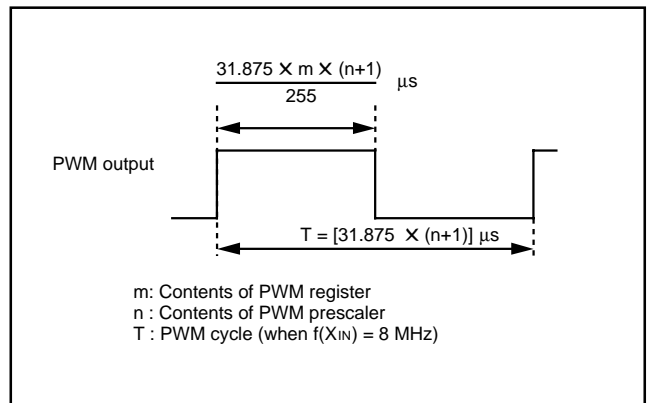 31.875 × m × (n+1)
255
μs
PWM output
T = [31.875 × (n+1)] μs
m: Contents of PWM register
n : Contents of PWM prescaler
T : PWM cycle (when f(XIN) = 8 MHz)